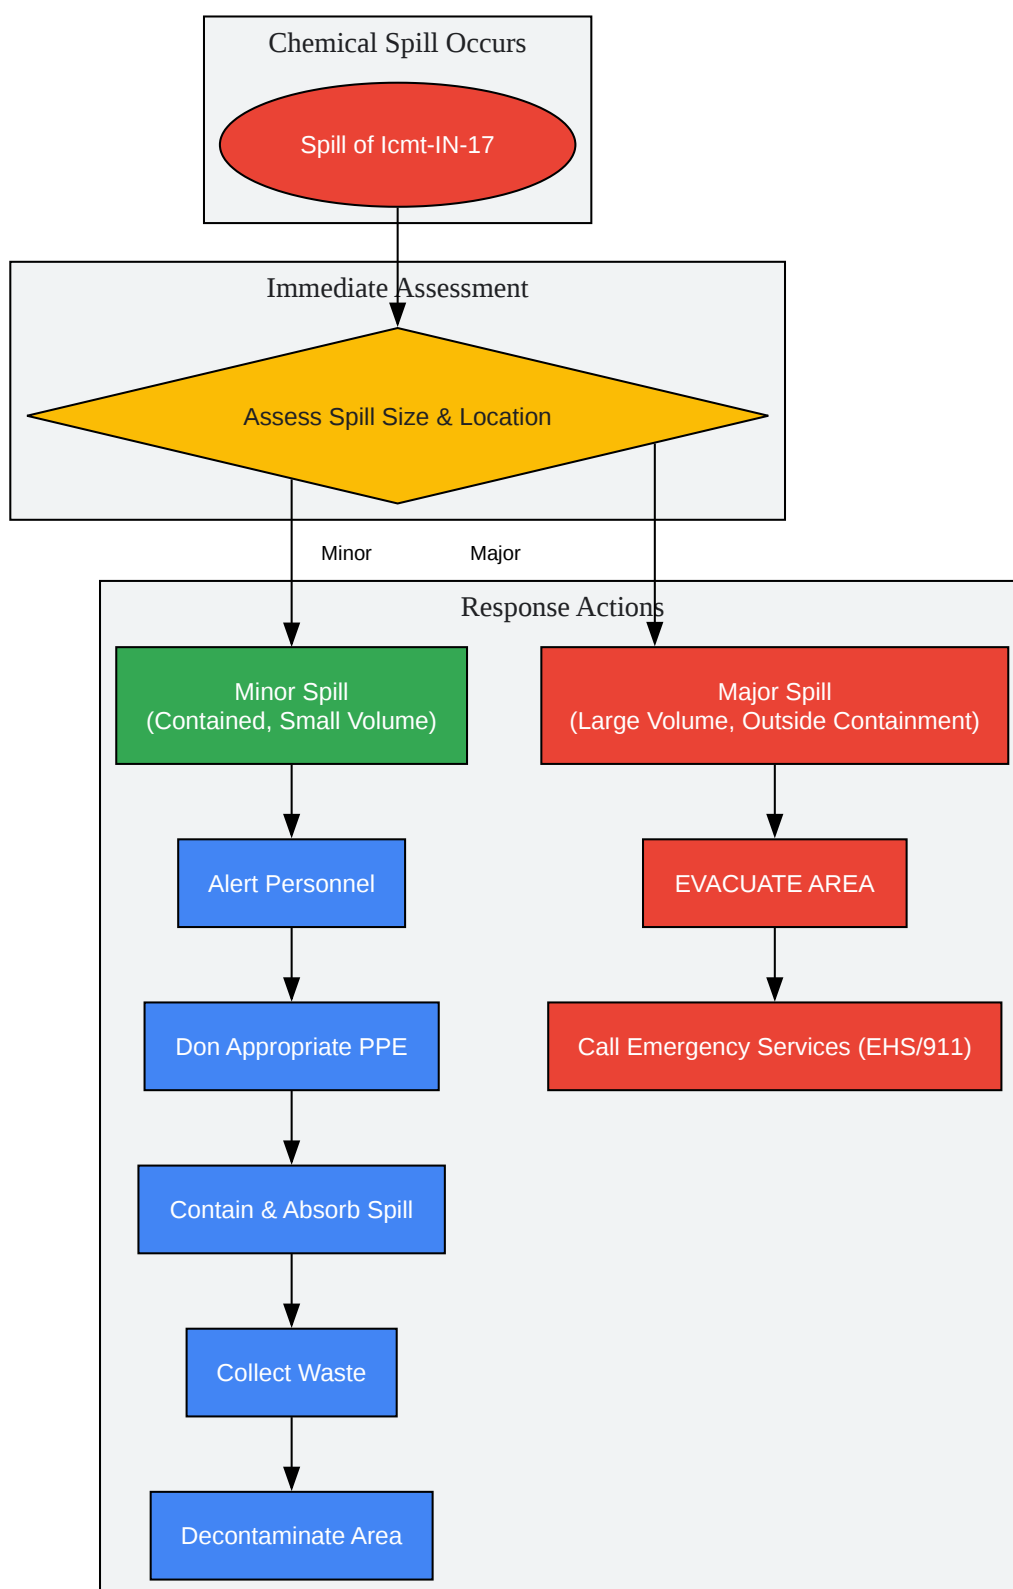 Chemical Spill Occurs
Spill of Icmt-IN-17
Immediate Assessment
Assess Spill Size & Location
Minor
Major
Response Actions
Minor Spill
(Contained, Small Volume)
Major Spill
(Large Volume, Outside Containment)
Alert Personnel
EVACUATE AREA
Don Appropriate PPE
Call Emergency Services (EHS/911)
Contain & Absorb Spill
Collect Waste
Decontaminate Area